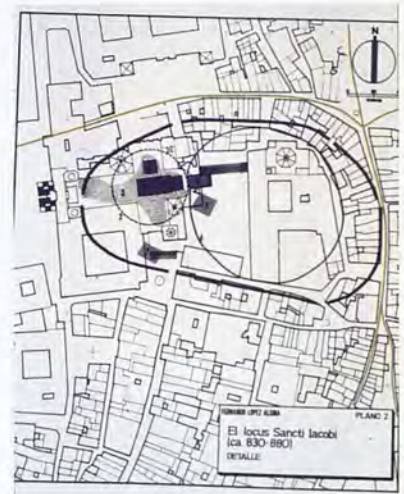 N
FERNANDO LOPEZ ALSINA
PLANO 2
El locus Sancti Iacobi
(ca. 830-880)
DETALLE